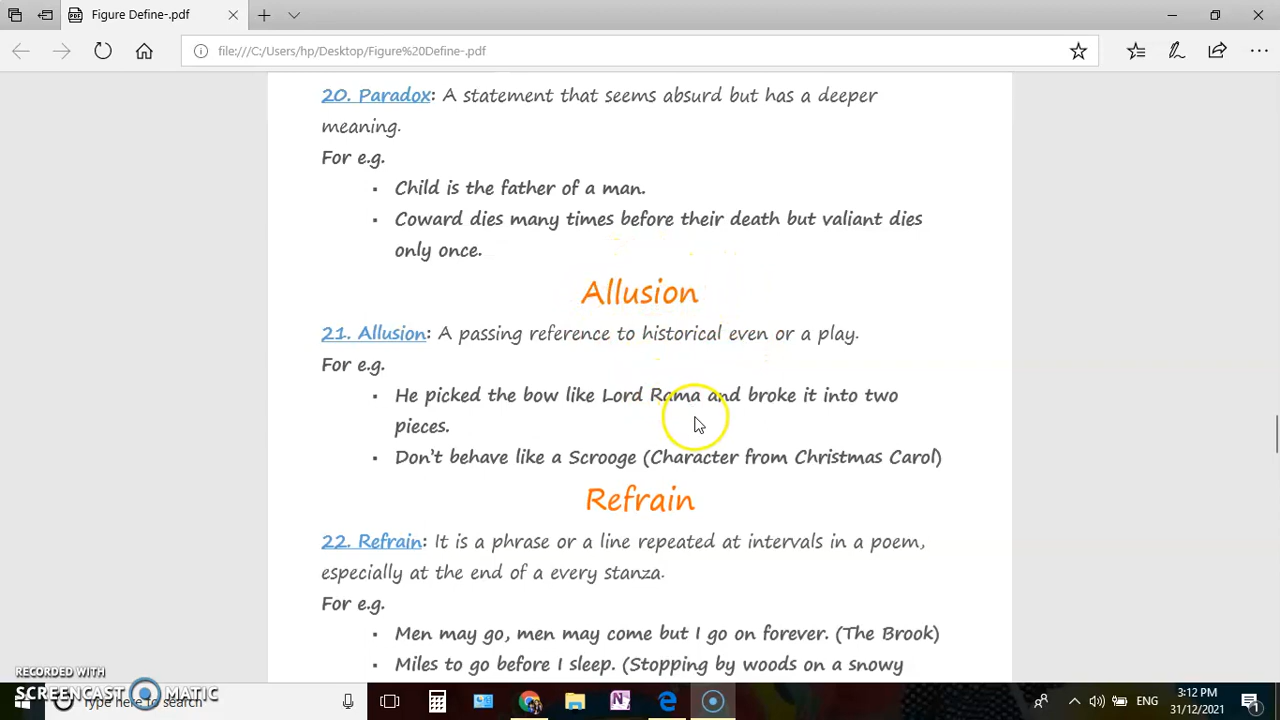 Figure Define-.pdf
file:///C:/Users/hp/Desktop/Figure%20Define-.pdf
20. Paradox: A statement that seems absurd but has a deeper
meaning.
For e.g.
▪ Child is the father of a man.
▪ Coward dies many times before their death but valiant dies
only once.
Allusion
21. Allusion: A passing reference to historical even or a play.
For e.g.
▪ He picked the bow like Lord Rama and broke it into two
pieces.
▪ Don't behave like a Scrooge (Character from Christmas Carol)
Refrain
22. Refrain: It is a phrase or a line repeated at intervals in a poem,
especially at the end of a every stanza.
For e.g.
▪ Men may go, men may come but I go on forever. (The Brook)
▪ Miles to go before I sleep. (Stopping by woods on a snowy
RECORDED WITH
SCREENCAST MATIC
Type here to search
3:12 PM
31/12/2021